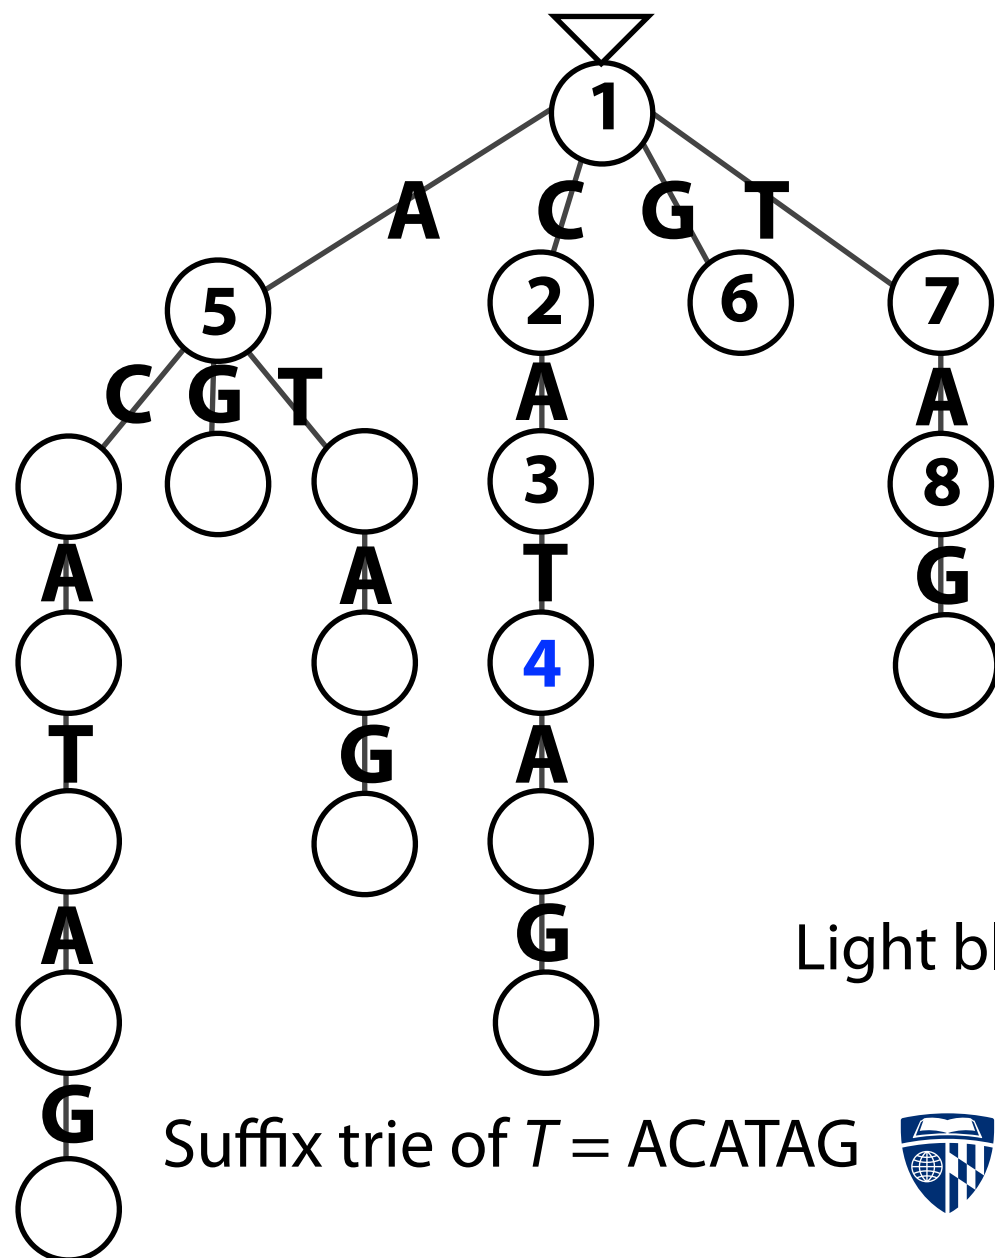 1
A C G T
5 2 6 7
C G T A A
3 8
A A T G
4
T G A
A G
G
Light bl
Suffix trie of T = ACATAG